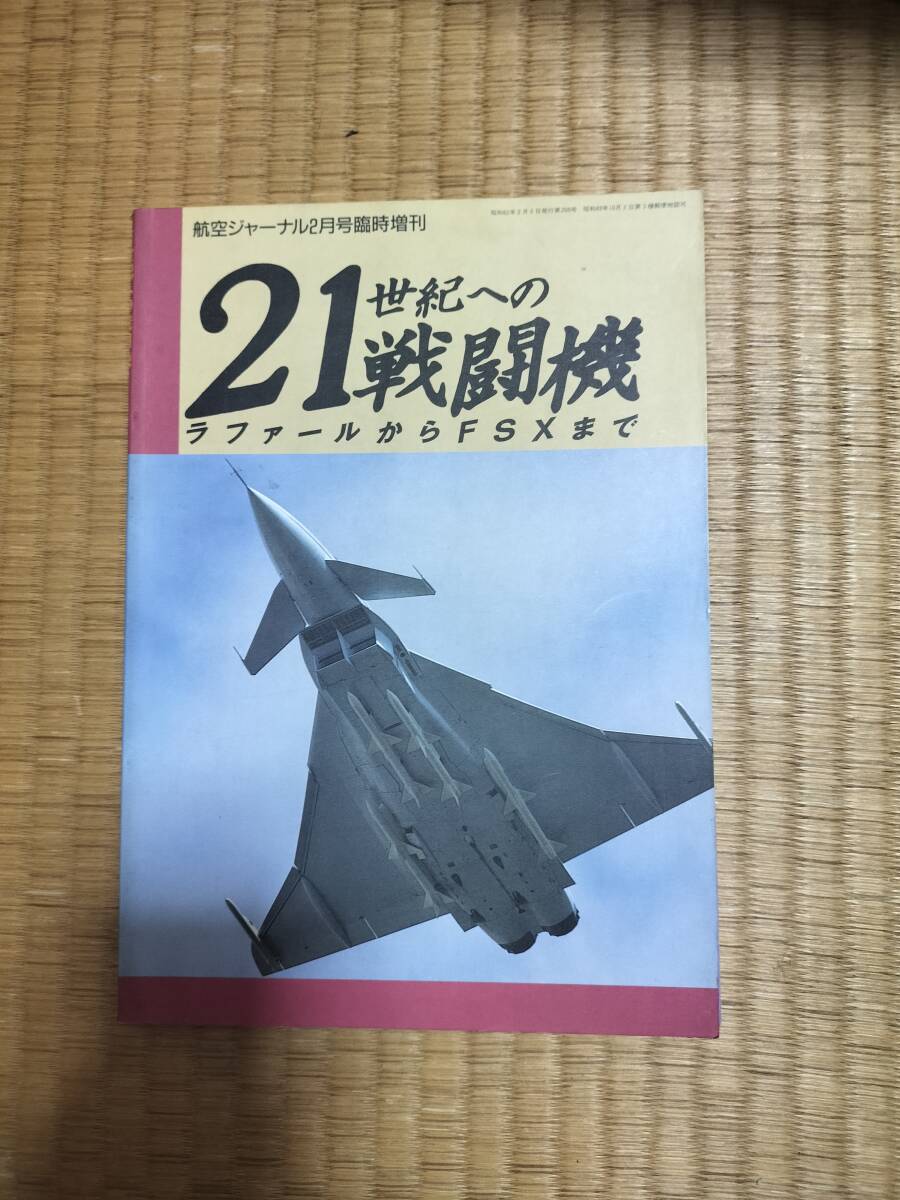 航空ジャーナル2月号臨時増刊
21世紀への
戦闘機
ラファールからFSXまで